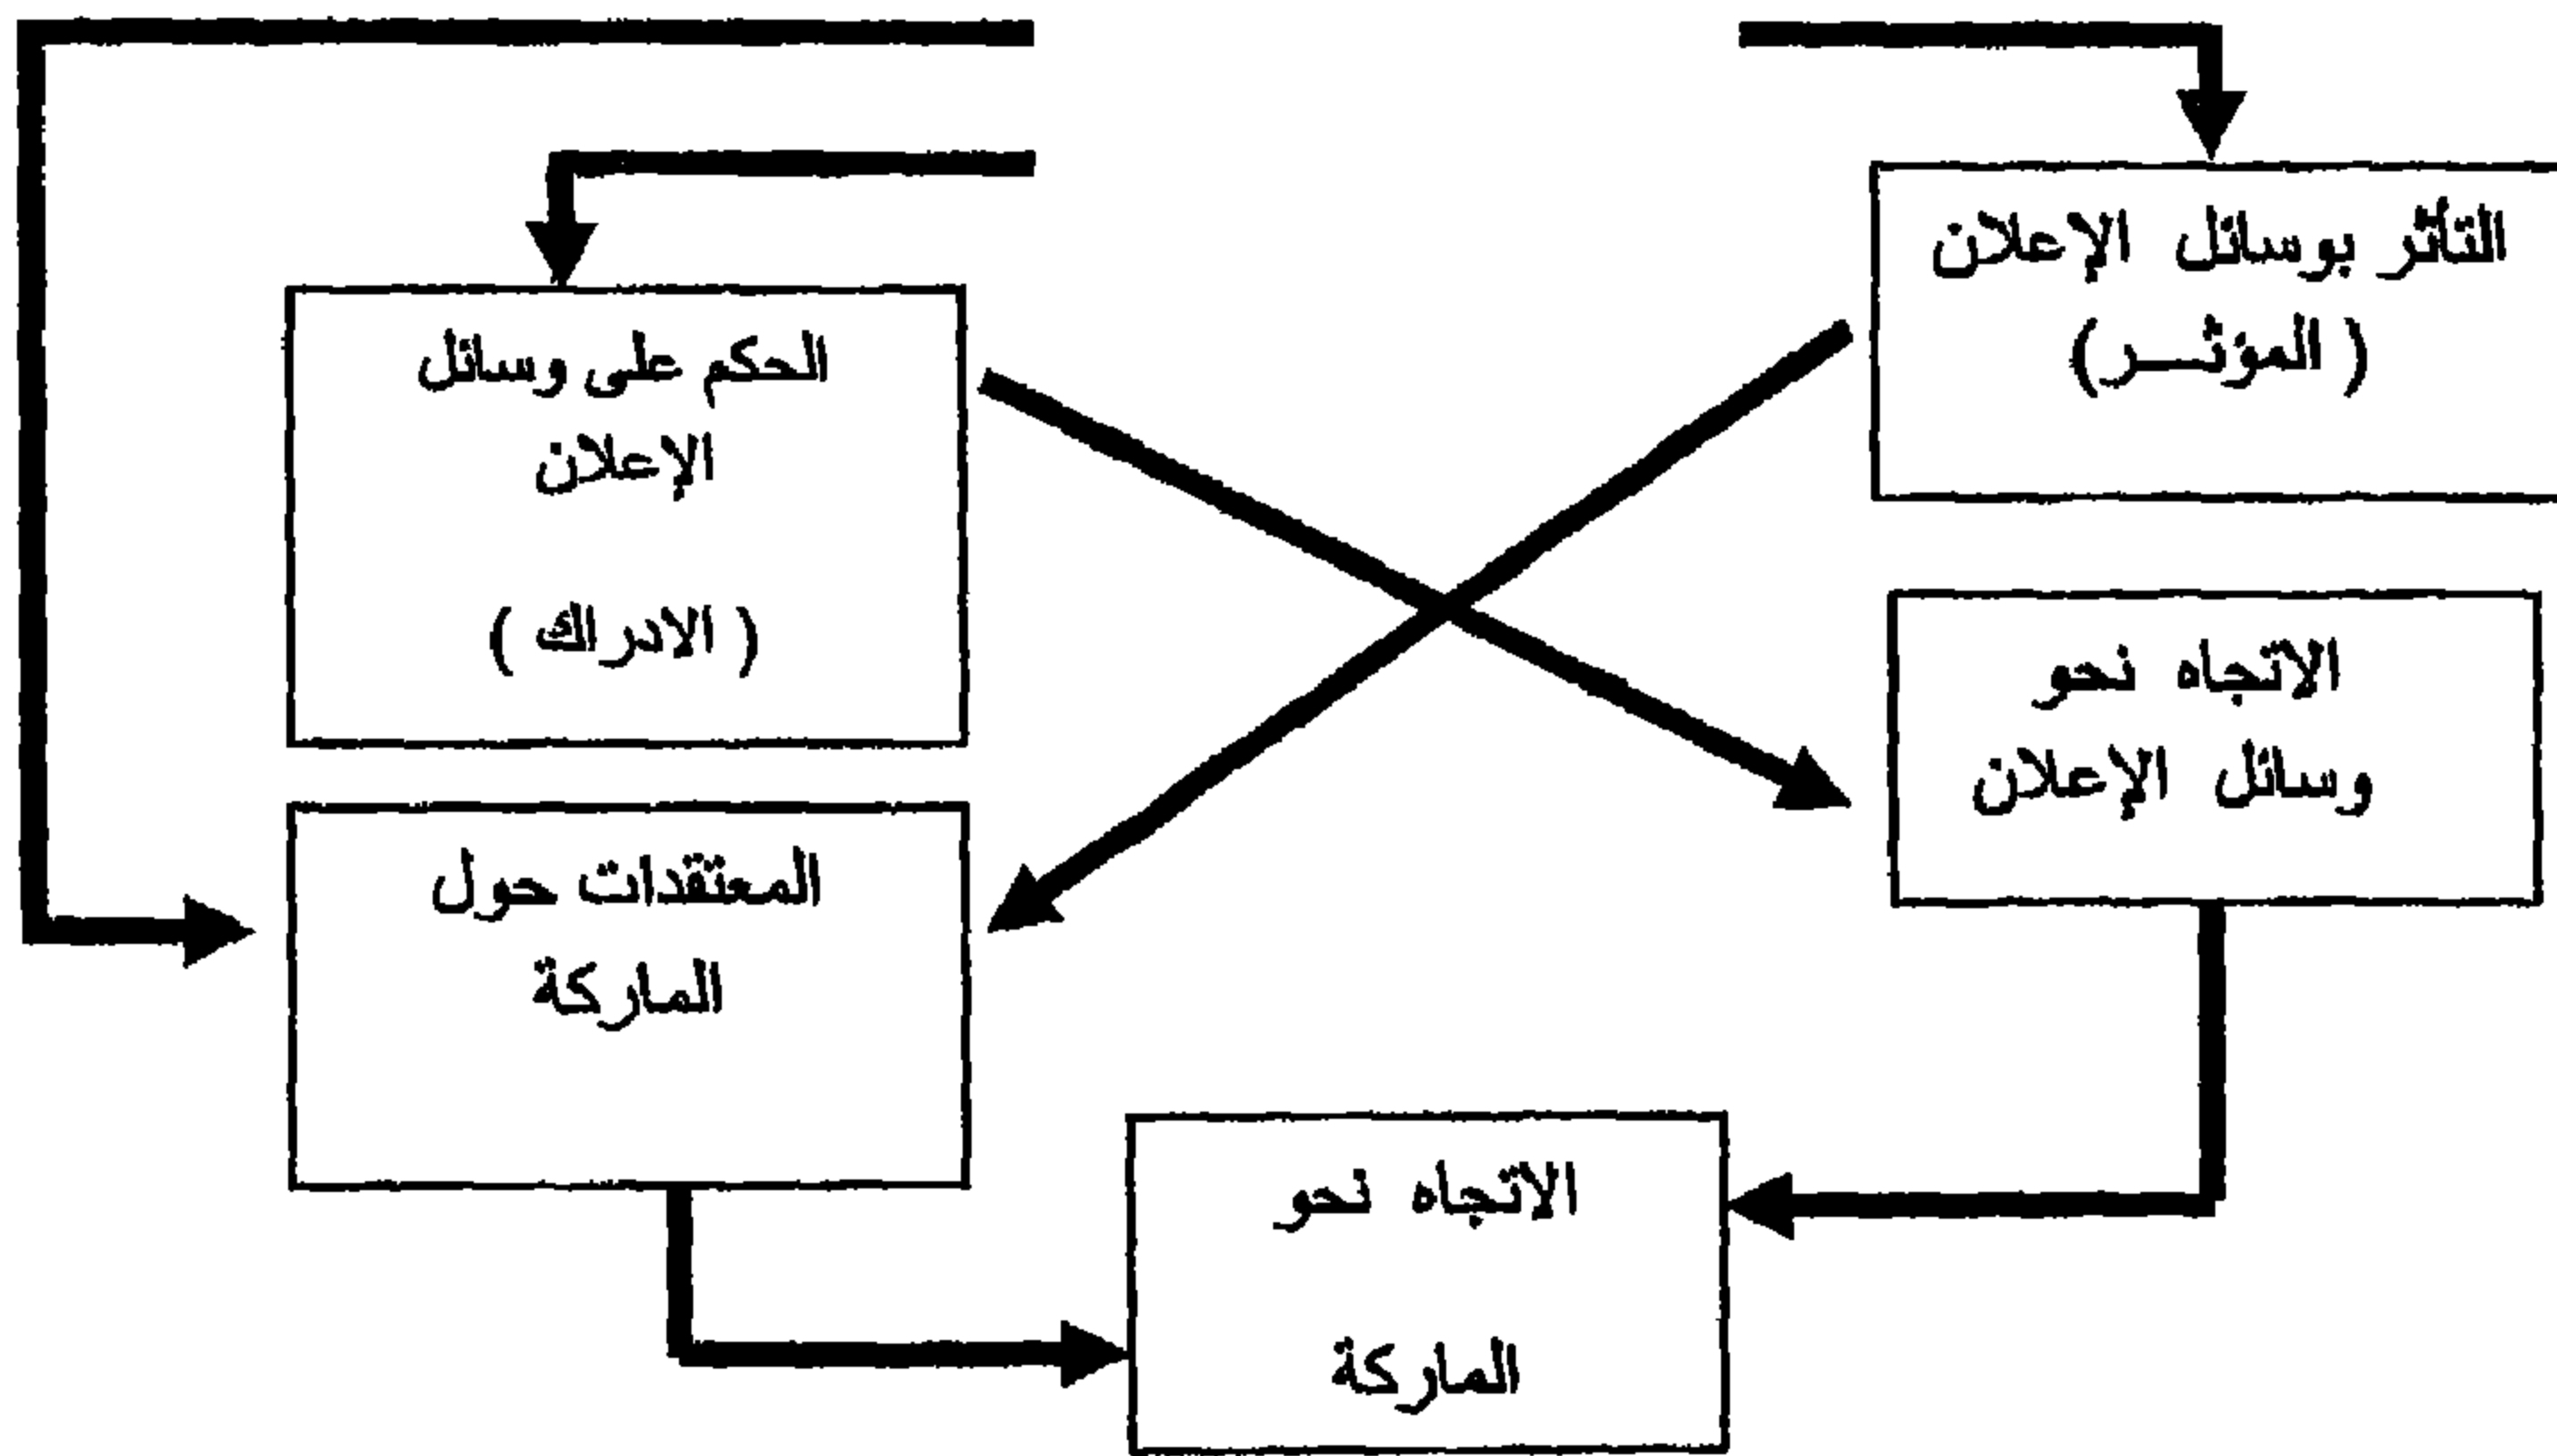 التأثر بوسائل الإعلان
( المؤثـــر)
الحكم على وسائل
الإعلان
( الادراك )
الاتجاه نحو
وسائل الإعلان
المعتقدات حول
الماركة
الاتجاه نحو
الماركة